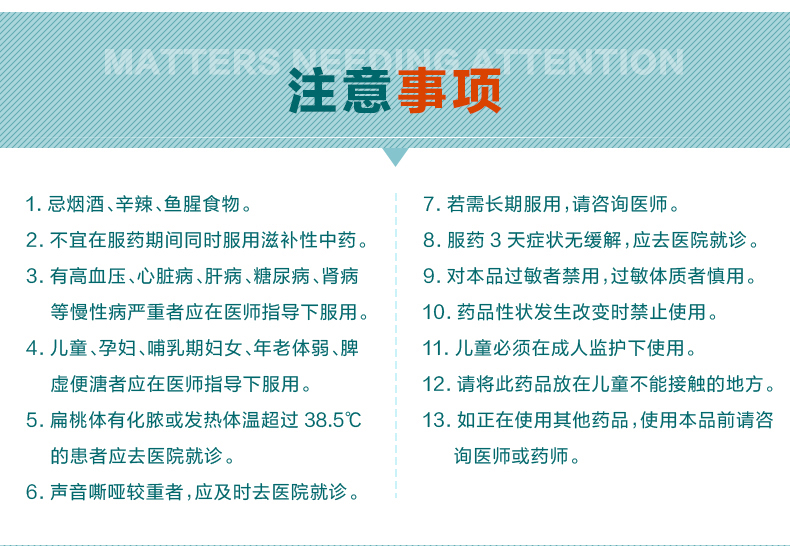 MATTERS NEEDING ATTENTION
注意事项
1. 忌烟酒、辛辣、鱼腥食物。
2. 不宜在服药期间同时服用滋补性中药。
3. 有高血压、心脏病、肝病、糖尿病、肾病
等慢性病严重者应在医师指导下服用。
4. 儿童、孕妇、哺乳期妇女、年老体弱、脾
虚便溏者应在医师指导下服用。
5. 扁桃体有化脓或发热体温超过 38.5℃
的患者应去医院就诊。
6. 声音嘶哑较重者，应及时去医院就诊。
7. 若需长期服用，请咨询医师。
8. 服药 3 天症状无缓解，应去医院就诊。
9. 对本品过敏者禁用，过敏体质者慎用。
10. 药品性状发生改变时禁止使用。
11. 儿童必须在成人监护下使用。
12. 请将此药品放在儿童不能接触的地方。
13. 如正在使用其他药品，使用本品前请咨
询医师或药师。